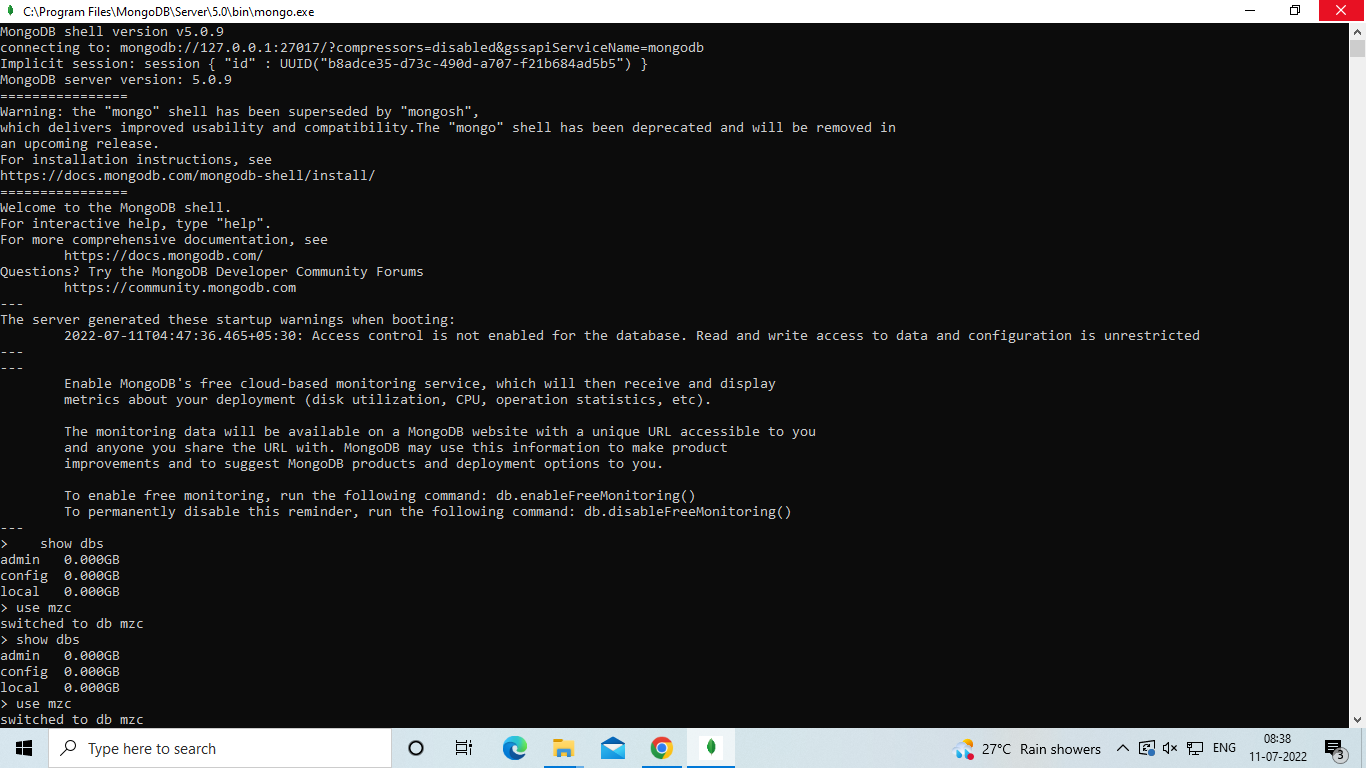 C:\Program Files\MongoDB\Server\5.0\bin\mongo.exe
MongoDB shell version v5.0.9
connecting to: mongodb://127.0.0.1:27017/?compressors=disabled&gssapiServiceName=mongodb
Implicit session: session { "id" : UUID("b8adce35-d73c-490d-a707-f21b684ad5b5") }
MongoDB server version: 5.0.9
================
Warning: the "mongo" shell has been superseded by "mongosh",
which delivers improved usability and compatibility.The "mongo" shell has been deprecated and will be removed in
an upcoming release.
For installation instructions, see
https://docs.mongodb.com/mongodb-shell/install/
================
Welcome to the MongoDB shell.
For interactive help, type "help".
For more comprehensive documentation, see
https://docs.mongodb.com/
Questions? Try the MongoDB Developer Community Forums
https://community.mongodb.com
---
The server generated these startup warnings when booting:
2022-07-11T04:47:36.465+05:30: Access control is not enabled for the database. Read and write access to data and configuration is unrestricted
---
---
Enable MongoDB's free cloud-based monitoring service, which will then receive and display
metrics about your deployment (disk utilization, CPU, operation statistics, etc).
The monitoring data will be available on a MongoDB website with a unique URL accessible to you
and anyone you share the URL with. MongoDB may use this information to make product
improvements and to suggest MongoDB products and deployment options to you.
To enable free monitoring, run the following command: db.enableFreeMonitoring()
To permanently disable this reminder, run the following command: db.disableFreeMonitoring()
---
>    show dbs
admin   0.000GB
config  0.000GB
local   0.000GB
> use mzc
switched to db mzc
> show dbs
admin   0.000GB
config  0.000GB
local   0.000GB
> use mzc
switched to db mzc
Type here to search
27°C Rain showers
ENG
08:38
11-07-2022
3